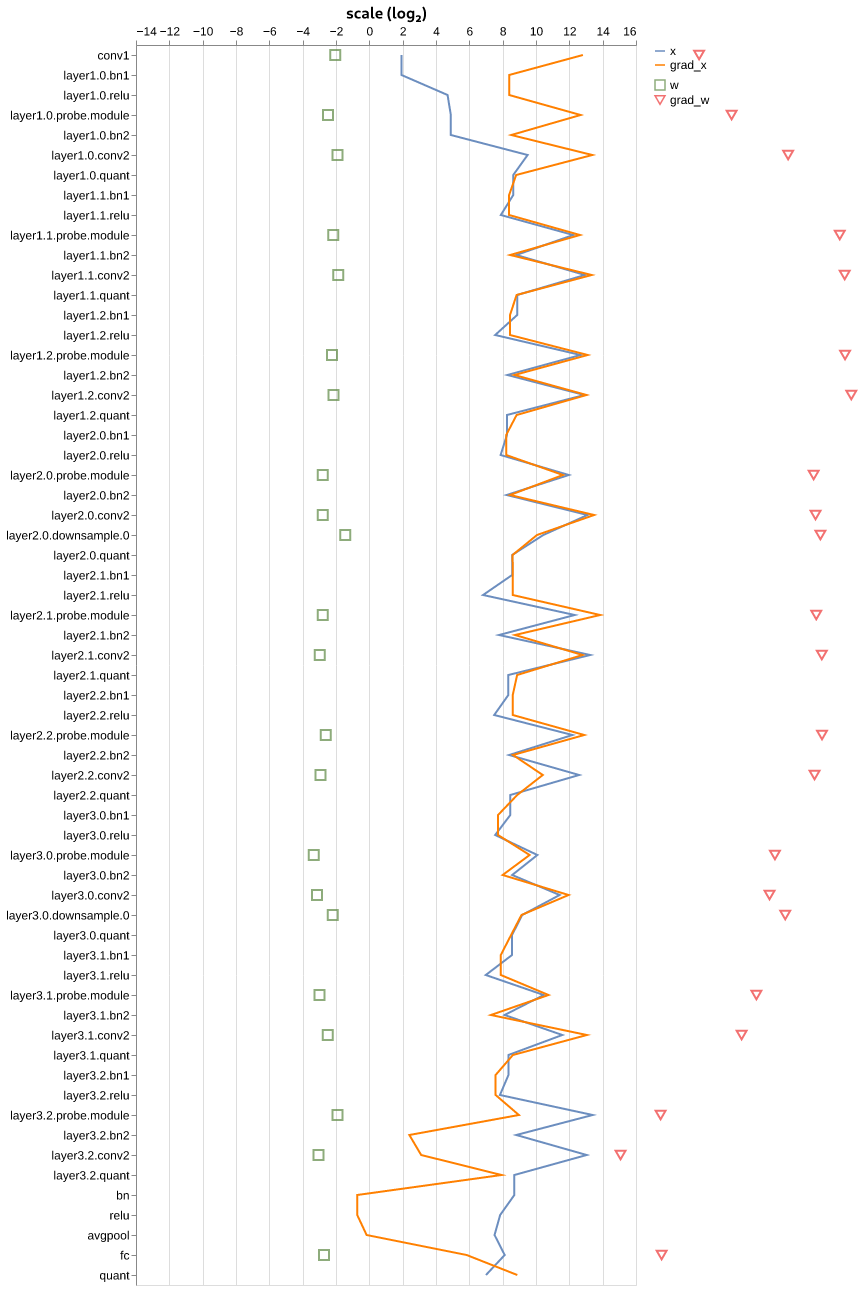 scale (log₂)
−14 −12 −10 −8 −6 −4 −2 0 2 4 6 8 10 12 14 16
x
grad_x
w
grad_w
conv1
layer1.0.bn1
layer1.0.relu
layer1.0.probe.module
layer1.0.bn2
layer1.0.conv2
layer1.0.quant
layer1.1.bn1
layer1.1.relu
layer1.1.probe.module
layer1.1.bn2
layer1.1.conv2
layer1.1.quant
layer1.2.bn1
layer1.2.relu
layer1.2.probe.module
layer1.2.bn2
layer1.2.conv2
layer1.2.quant
layer2.0.bn1
layer2.0.relu
layer2.0.probe.module
layer2.0.bn2
layer2.0.conv2
layer2.0.downsample.0
layer2.0.quant
layer2.1.bn1
layer2.1.relu
layer2.1.probe.module
layer2.1.bn2
layer2.1.conv2
layer2.1.quant
layer2.2.bn1
layer2.2.relu
layer2.2.probe.module
layer2.2.bn2
layer2.2.conv2
layer2.2.quant
layer3.0.bn1
layer3.0.relu
layer3.0.probe.module
layer3.0.bn2
layer3.0.conv2
layer3.0.downsample.0
layer3.0.quant
layer3.1.bn1
layer3.1.relu
layer3.1.probe.module
layer3.1.bn2
layer3.1.conv2
layer3.1.quant
layer3.2.bn1
layer3.2.relu
layer3.2.probe.module
layer3.2.bn2
layer3.2.conv2
layer3.2.quant
bn
relu
avgpool
fc
quant